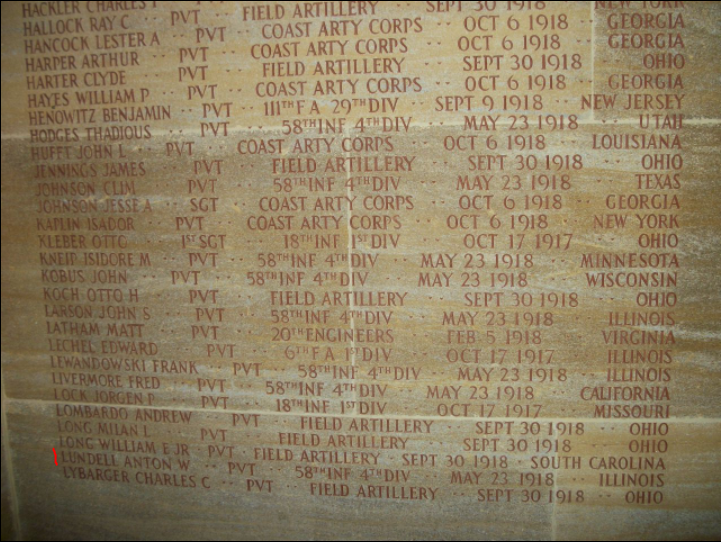 HACKLER CHARLES F
HALLOCK RAY C PVT FIELD ARTILLERY SEPT 30 1918 NEW YORK
HANCOCK LESTER A PVT COAST ARTY CORPS OCT 6 1918 GEORGIA
HARPER ARTHUR PVT COAST ARTY CORPS OCT 6 1918 GEORGIA
HARTER CLYDE PVT FIELD ARTILLERY SEPT 30 1918 OHIO
HAYES WILLIAM P PVT COAST ARTY CORPS OCT 6 1918 GEORGIA
HENOWITZ BENJAMIN PVT 111TH F A 29TH DIV SEPT 9 1918 NEW JERSEY
HODGES THADIOUS PVT 58TH INF 4TH DIV MAY 23 1918 UTAH
HUFFT JOHN L PVT COAST ARTY CORPS OCT 6 1918 LOUISIANA
JENNINGS JAMES PVT FIELD ARTILLERY SEPT 30 1918 OHIO
JOHNSON CLIM PVT 58TH INF 4TH DIV MAY 23 1918 TEXAS
JOHNSON JESSE A SGT COAST ARTY CORPS OCT 6 1918 GEORGIA
KAPLIN ISADOR PVT COAST ARTY CORPS OCT 6 1918 NEW YORK
KLEBER OTTO 1ST SGT 18TH INF 1ST DIV OCT 17 1917 OHIO
KNEIP ISIDORE M PVT 58TH INF 4TH DIV MAY 23 1918 MINNESOTA
KOBUS JOHN PVT 58TH INF 4TH DIV MAY 23 1918 WISCONSIN
KOCH OTTO H PVT FIELD ARTILLERY SEPT 30 1918 OHIO
LARSON JOHN S PVT 58TH INF 4TH DIV MAY 23 1918 ILLINOIS
LATHAM MATT PVT 20TH ENGINEERS FEB 5 1918 VIRGINIA
LECHEL EDWARD PVT 6TH F A 1ST DIV OCT 17 1917 ILLINOIS
LEWANDOWSKI FRANK PVT 58TH INF 4TH DIV MAY 23 1918 ILLINOIS
LIVERMORE FRED PVT 58TH INF 4TH DIV MAY 23 1918 CALIFORNIA
LOCK JORGEN P PVT 18TH INF 1ST DIV OCT 17 1917 MISSOURI
LOMBARDO ANDREW PVT FIELD ARTILLERY SEPT 30 1918 OHIO
LONG MILAN L PVT FIELD ARTILLERY SEPT 30 1918 OHIO
LONG WILLIAM E JR PVT FIELD ARTILLERY SEPT 30 1918 SOUTH CAROLINA
LUNDELL ANTON W PVT 58TH INF 4TH DIV MAY 23 1918 ILLINOIS
LYBARGER CHARLES C PVT FIELD ARTILLERY SEPT 30 1918 OHIO